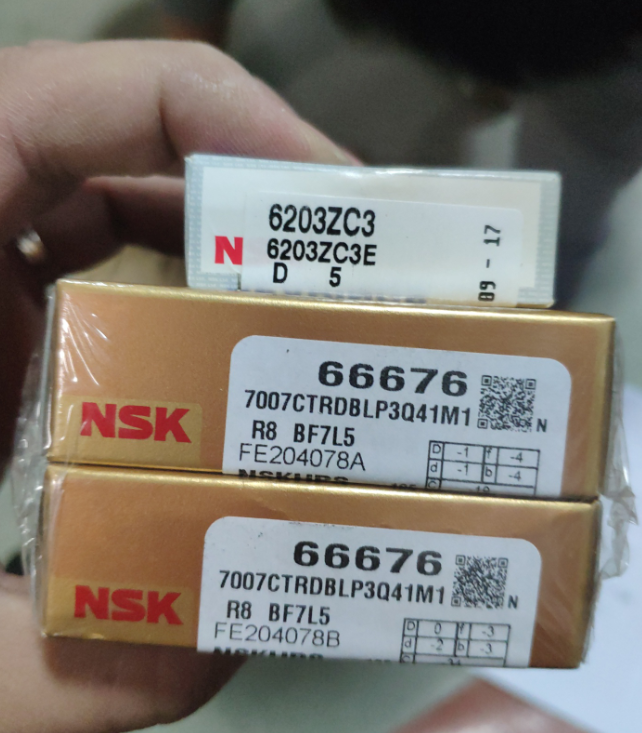 6203ZC3
N 6203ZC3E
D 5
09 - 17
66676
7007CTRDBLP3Q41M1
N
NSK
R8 BF7L5
FE204078A
D -1 f -4
d -1 b -4
66676
7007CTRDBLP3Q41M1
N
NSK
R8 BF7L5
FE204078B
D 0 f -3
d -2 b -3